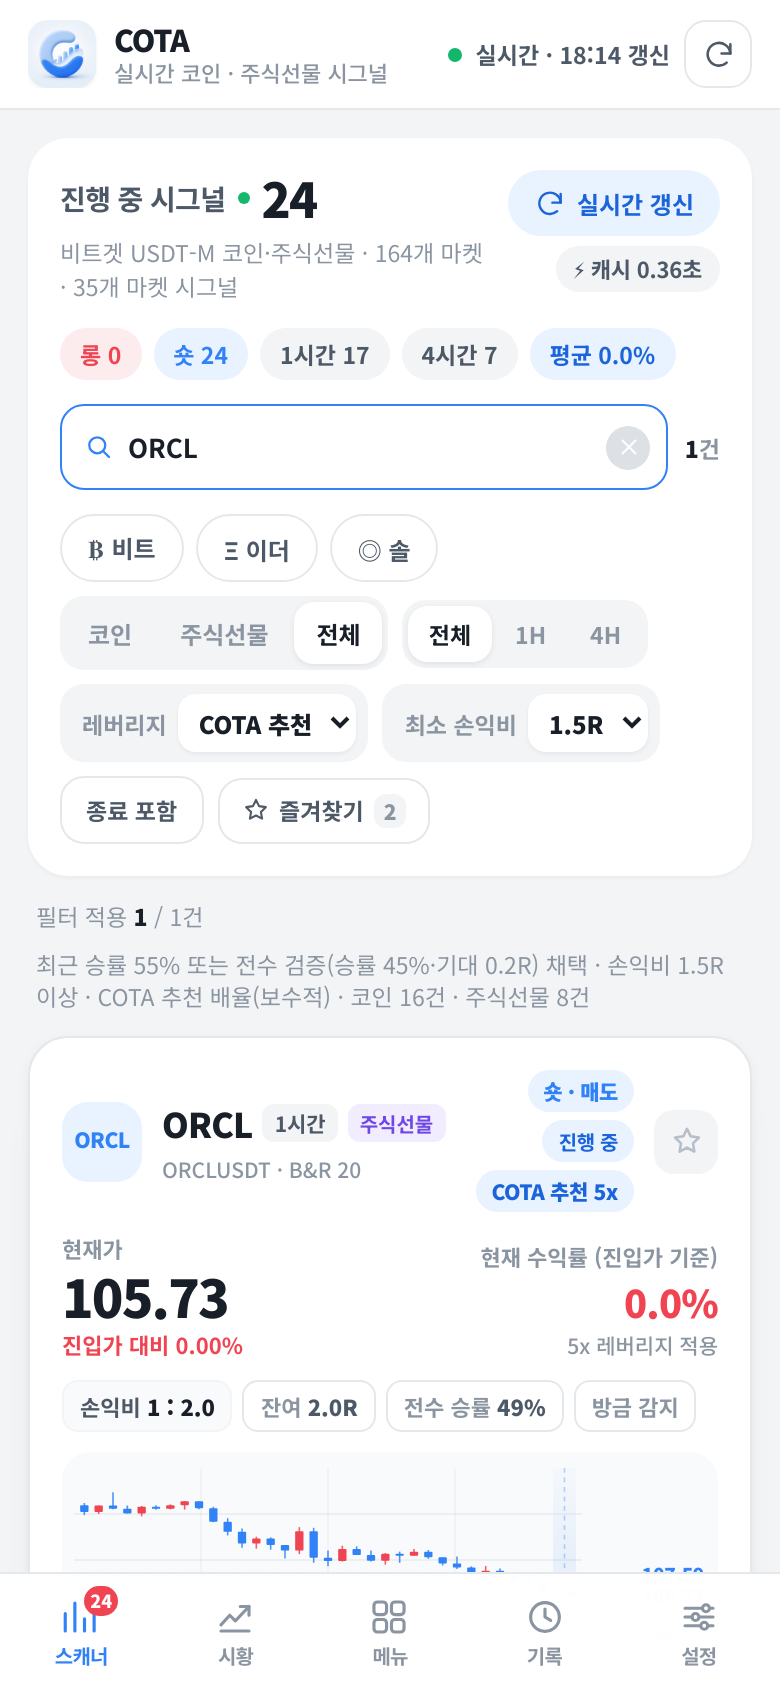 COTA
실시간 코인 · 주식선물 시그널
실시간 · 18:14 갱신
진행 중 시그널 24
실시간 갱신
비트겟 USDT-M 코인·주식선물 · 164개 마켓
· 35개 마켓 시그널
⚡ 캐시 0.36초
롱 0
숏 24
1시간 17
4시간 7
평균 0.0%
ORCL
1건
₿ 비트
Ξ 이더
◎ 솔
코인 주식선물 전체
전체 1H 4H
레버리지 COTA 추천
최소 손익비 1.5R
종료 포함
즐겨찾기 2
필터 적용 1 / 1건
최근 승률 55% 또는 전수 검증(승률 45%·기대 0.2R) 채택 · 손익비 1.5R
이상 · COTA 추천 배율(보수적) · 코인 16건 · 주식선물 8건
ORCL
ORCL 1시간 주식선물
ORCLUSDT · B&R 20
숏 · 매도
진행 중
COTA 추천 5x
현재가
105.73
진입가 대비 0.00%
현재 수익률 (진입가 기준)
0.0%
5x 레버리지 적용
손익비 1 : 2.0
잔여 2.0R
전수 승률 49%
방금 감지
24
스캐너
시황
메뉴
기록
설정